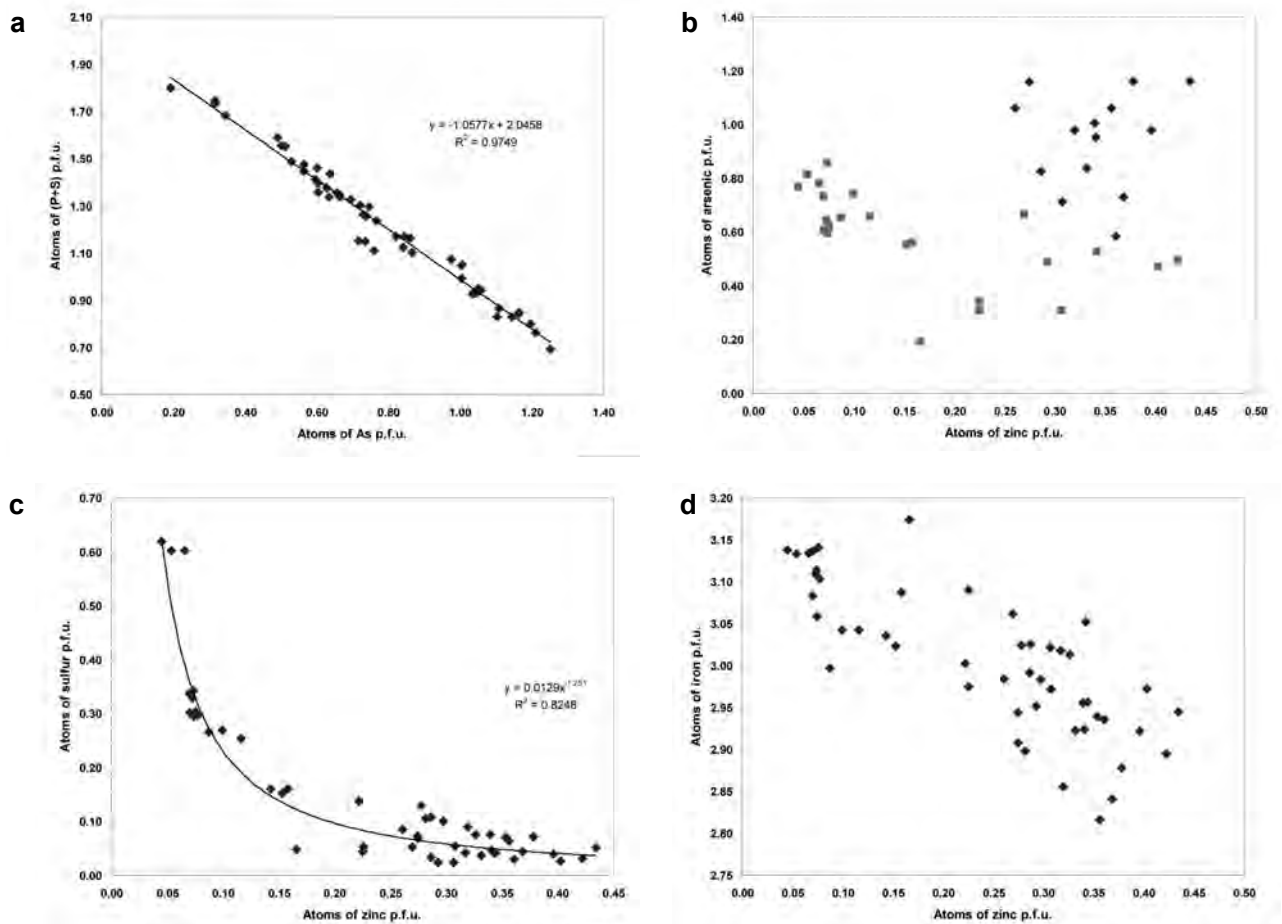 a
2.10
1.90
1.70
1.50
1.30
1.10
0.90
0.70
0.50
Atoms of (P+S) p.f.u.
y = -1.0577x + 2.0458
R² = 0.9749
0.00 0.20 0.40 0.60 0.80 1.00 1.20 1.40
Atoms of As p.f.u.
b
1.40
1.20
1.00
0.80
0.60
0.40
0.20
0.00
Atoms of arsenic p.f.u.
0.00 0.05 0.10 0.15 0.20 0.25 0.30 0.35 0.40 0.45 0.50
Atoms of zinc p.f.u.
c
0.70
0.60
0.50
0.40
0.30
0.20
0.10
0.00
Atoms of sulfur p.f.u.
y = 0.0129x
R² = 0.8248
0.00 0.05 0.10 0.15 0.20 0.25 0.30 0.35 0.40 0.45
Atoms of zinc p.f.u.
d
3.20
3.15
3.10
3.05
3.00
2.95
2.90
2.85
2.80
2.75
Atoms of iron p.f.u.
0.00 0.05 0.10 0.15 0.20 0.25 0.30 0.35 0.40 0.45 0.50
Atoms of zinc p.f.u.